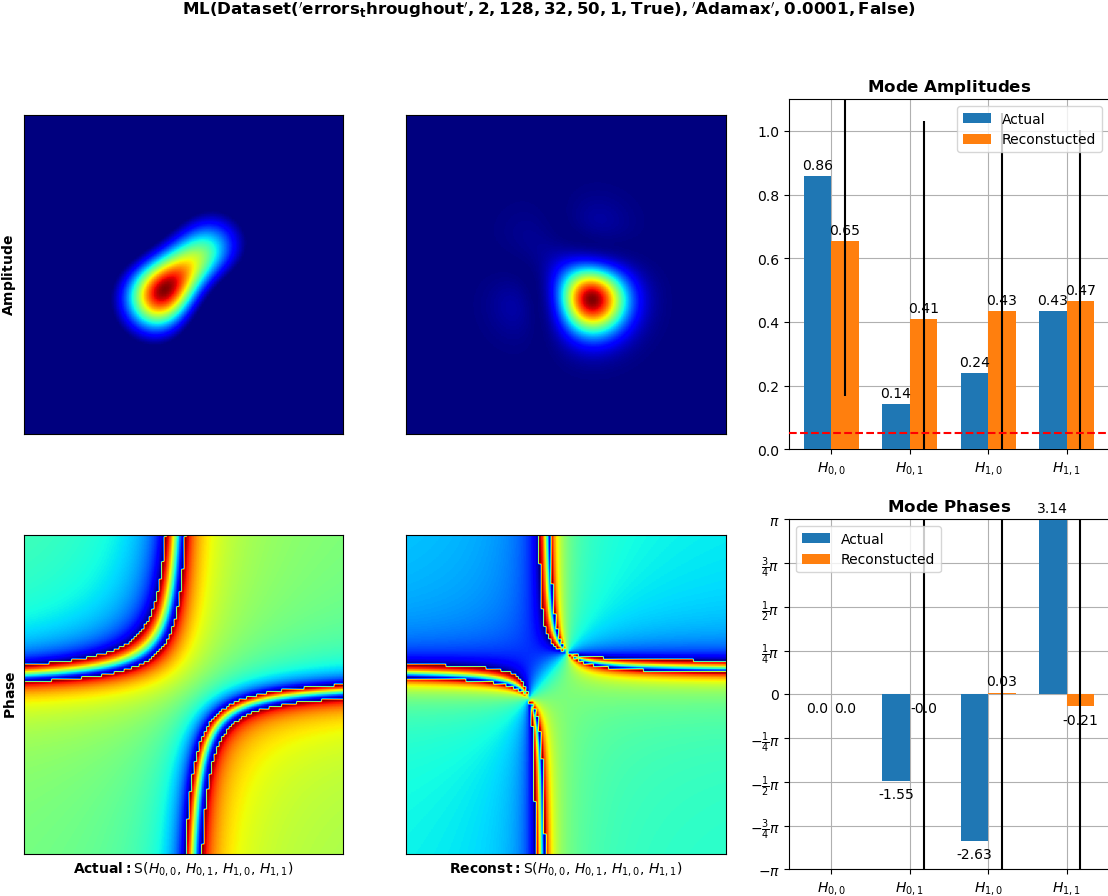 ML(Dataset('errors_throughout', 2, 128, 32, 50, 1, True), 'Adamax', 0.0001, False)
Mode Amplitudes
Amplitude
Actual
Reconstucted
1.0
0.8
0.6
0.4
0.2
0.0
0.86
0.65
0.14
0.41
0.24
0.43
0.43
0.47
H0,0
H0,1
H1,0
H1,1
Phase
Actual: S(H0,0, H0,1, H1,0, H1,1)
Reconst: S(H0,0, H0,1, H1,0, H1,1)
Mode Phases
Actual
Reconstucted
π
3/4π
1/2π
1/4π
0
−1/4π
−1/2π
−3/4π
−π
0.0
0.0
-1.55
-0.0
-2.63
0.03
3.14
-0.21
H0,0
H0,1
H1,0
H1,1